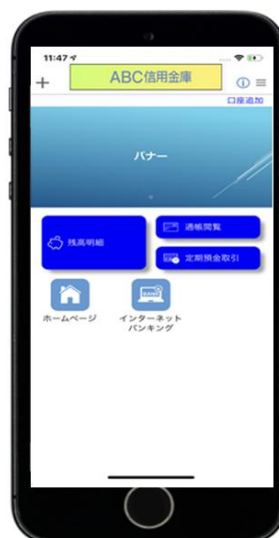 11:47
ABC信用金庫
口座追加
バナー
残高明細
通帳閲覧
定期預金取引
ホームページ
インターネット
バンキング